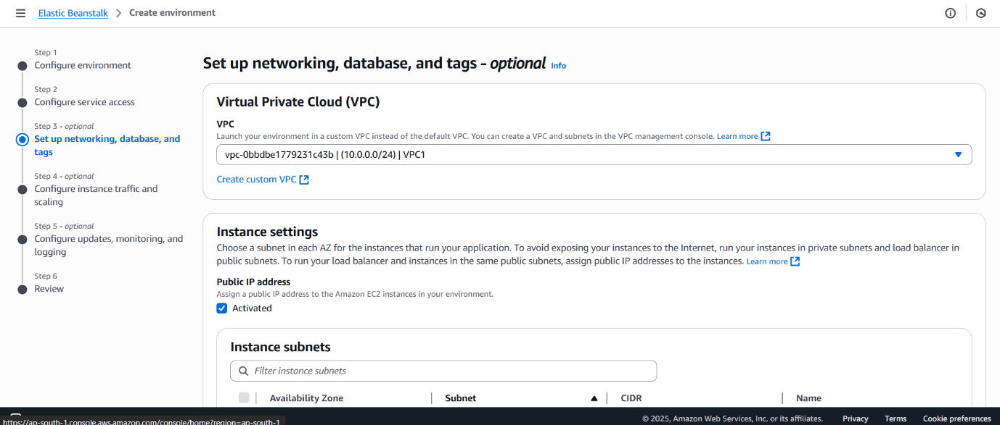 Elastic Beanstalk > Create environment
Step 1
Configure environment
Step 2
Configure service access
Step 3 - optional
Set up networking, database, and
tags
Step 4 - optional
Configure instance traffic and
scaling
Step 5 - optional
Configure updates, monitoring, and
logging
Step 6
Review
Set up networking, database, and tags - optional Info
Virtual Private Cloud (VPC)
VPC
Launch your environment in a custom VPC instead of the default VPC. You can create a VPC and subnets in the VPC management console. Learn more
vpc-0bbdbe1779231c43b | (10.0.0.0/24) | VPC1
Create custom VPC
Instance settings
Choose a subnet in each AZ for the instances that run your application. To avoid exposing your instances to the Internet, run your instances in private subnets and load balancer in
public subnets. To run your load balancer and instances in the same public subnets, assign public IP addresses to the instances. Learn more
Public IP address
Assign a public IP address to the Amazon EC2 instances in your environment.
Activated
Instance subnets
Filter instance subnets
Availability Zone Subnet CIDR Name
https://ap-south-1.console.aws.amazon.com/console/home?region=ap-south-1
© 2025, Amazon Web Services, Inc. or its affiliates. Privacy Terms Cookie preferences